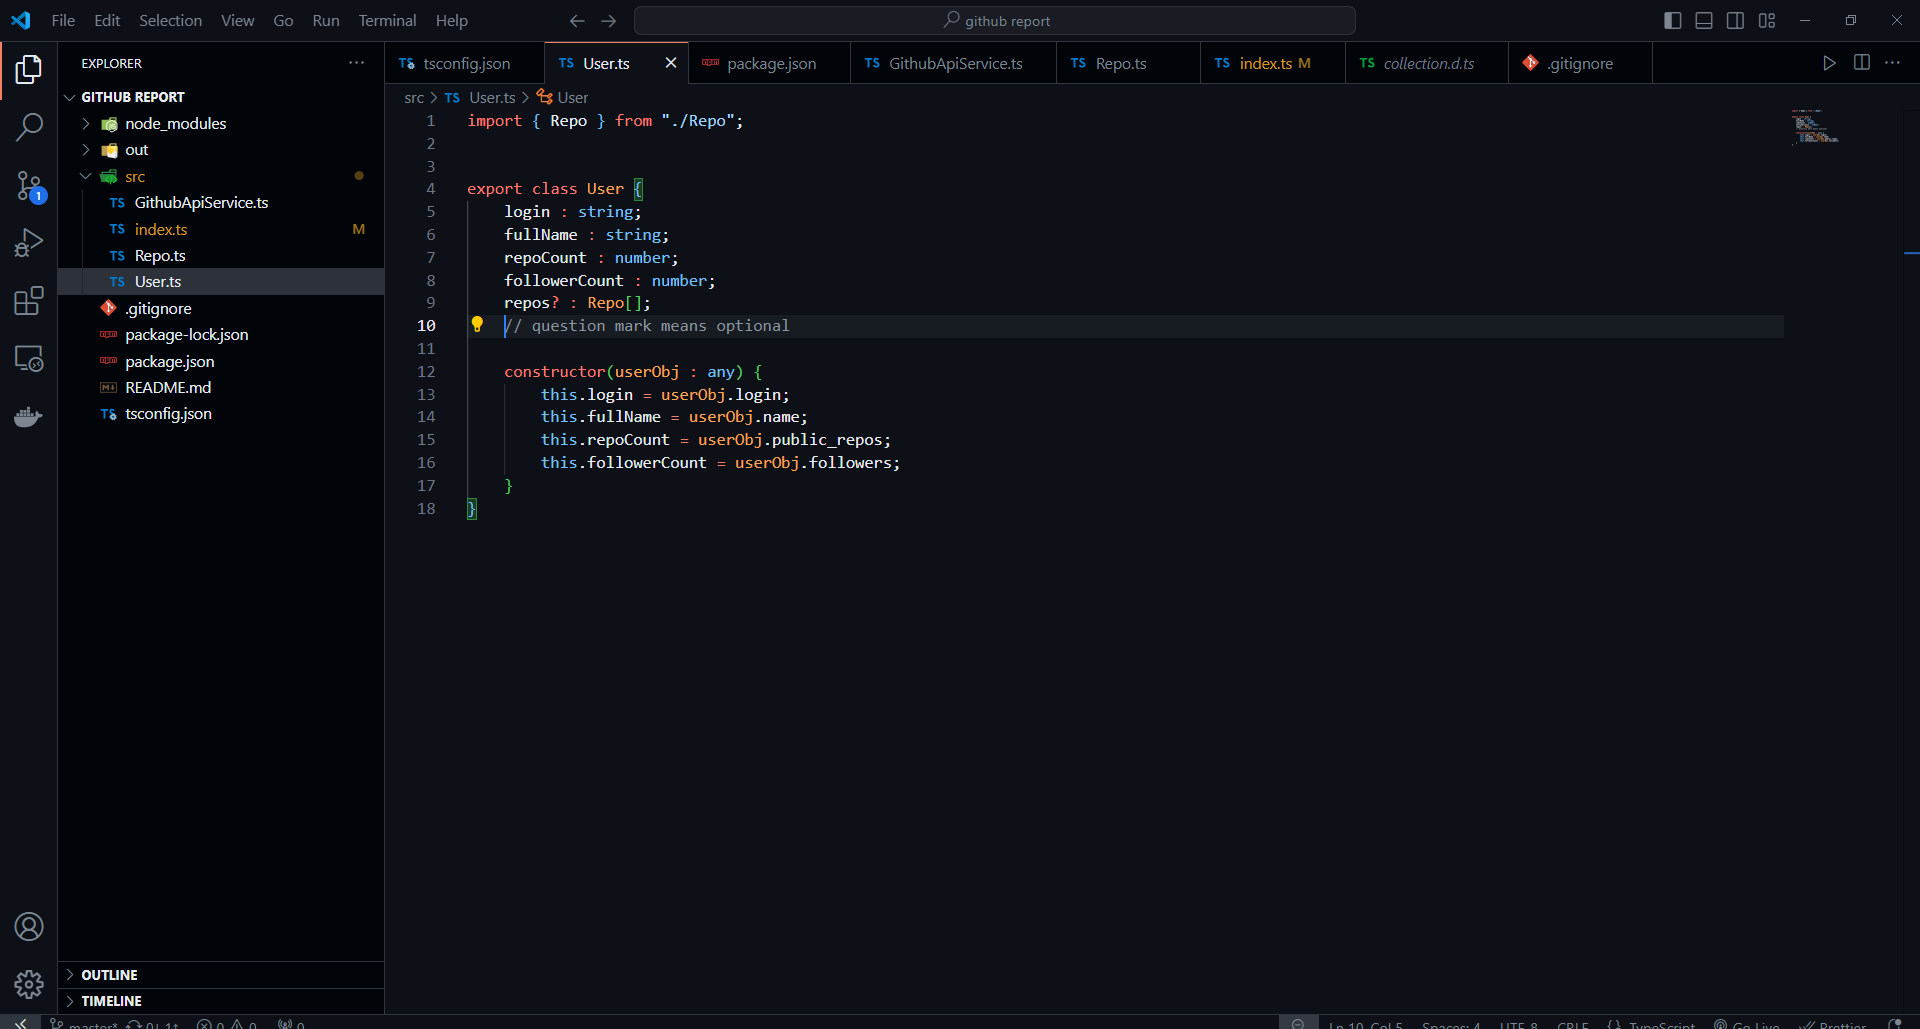 File Edit Selection View Go Run Terminal Help
github report
EXPLORER
GITHUB REPORT
node_modules
out
src
TS GithubApiService.ts
TS index.ts M
TS Repo.ts
TS User.ts
.gitignore
package-lock.json
package.json
README.md
TS tsconfig.json
OUTLINE
TIMELINE
1
TS tsconfig.json
TS User.ts
package.json
TS GithubApiService.ts
TS Repo.ts
TS index.ts M
TS collection.d.ts
.gitignore
src > TS User.ts > User
1 import { Repo } from "./Repo";
2
3
4 export class User {
5 login : string;
6 fullName : string;
7 repoCount : number;
8 followerCount : number;
9 repos? : Repo[];
10 // question mark means optional
11
12 constructor(userObj : any) {
13 this.login = userObj.login;
14 this.fullName = userObj.name;
15 this.repoCount = userObj.public_repos;
16 this.followerCount = userObj.followers;
17 }
18 }
master* 0↓ 1↑ 0 0 0
Ln 10, Col 5 Spaces: 4 UTF-8 CRLF {} TypeScript Go Live Prettier